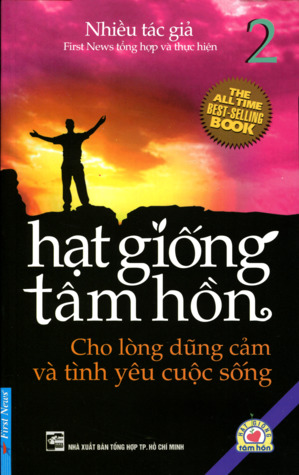 Nhiều tác giả
First News tổng hợp và thực hiện
2
THE
ALL TIME
BEST-SELLING
BOOK
hạt giống
tâm hồn
Cho lòng dũng cảm
và tình yêu cuộc sống
First News
NHÀ XUẤT BẢN TỔNG HỢP TP. HỒ CHÍ MINH
HẠT GIỐNG
tâm hồn